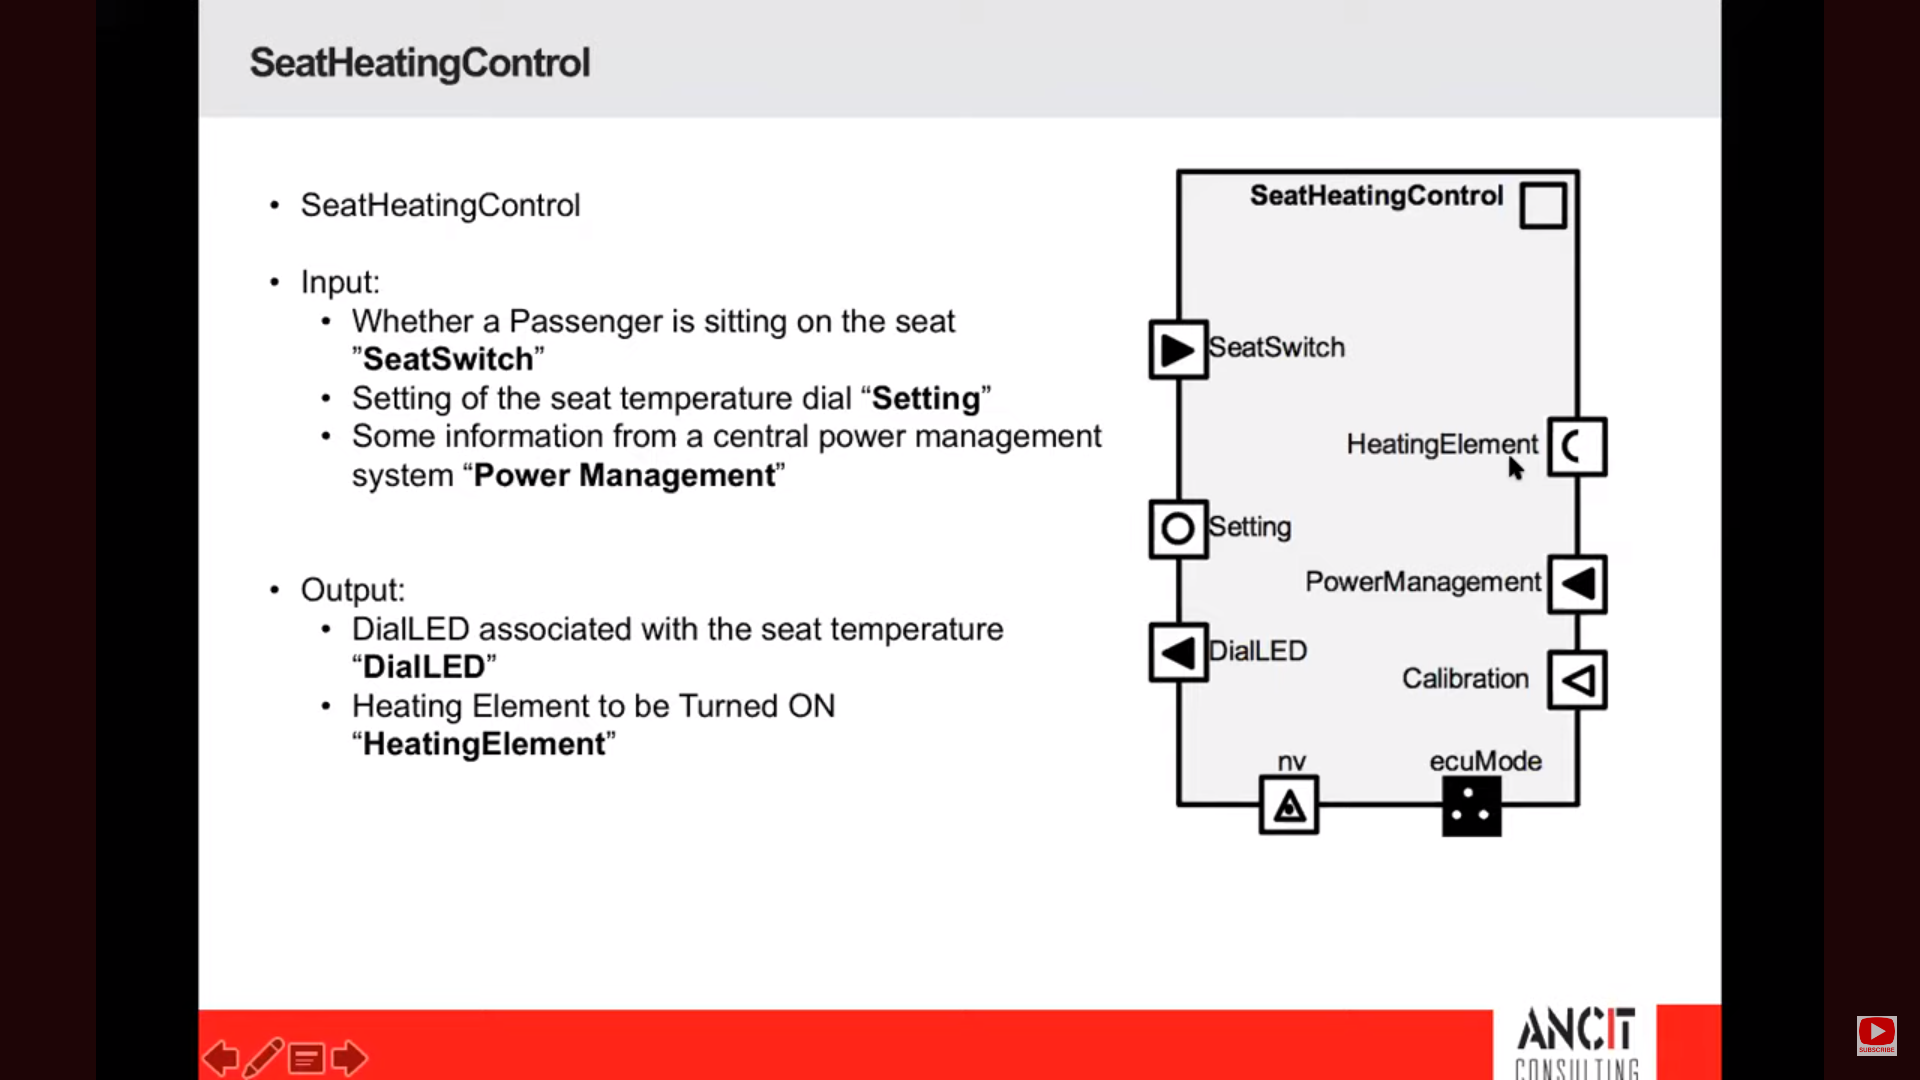 SeatHeatingControl
• SeatHeatingControl
• Input:
• Whether a Passenger is sitting on the seat
”SeatSwitch”
• Setting of the seat temperature dial “Setting”
• Some information from a central power management
system “Power Management”
• Output:
• DialLED associated with the seat temperature
“DialLED”
• Heating Element to be Turned ON
“HeatingElement”
SeatHeatingControl
SeatSwitch
HeatingElement
Setting
PowerManagement
DialLED
Calibration
nv
ecuMode
ANCIT
CONSULTING
SUBSCRIBE